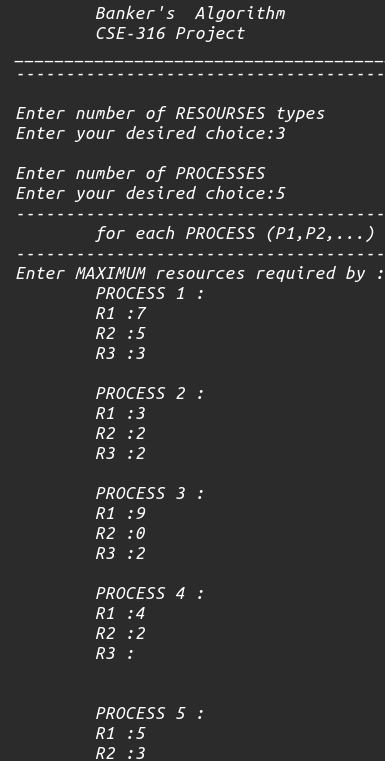 Banker's Algorithm
CSE-316 Project
Enter number of RESOURSES types
Enter your desired choice:3
Enter number of PROCESSES
Enter your desired choice:5
for each PROCESS (P1,P2,...)
Enter MAXIMUM resources required by :
PROCESS 1 :
R1 :7
R2 :5
R3 :3
PROCESS 2 :
R1 :3
R2 :2
R3 :2
PROCESS 3 :
R1 :9
R2 :0
R3 :2
PROCESS 4 :
R1 :4
R2 :2
R3 :
PROCESS 5 :
R1 :5
R2 :3